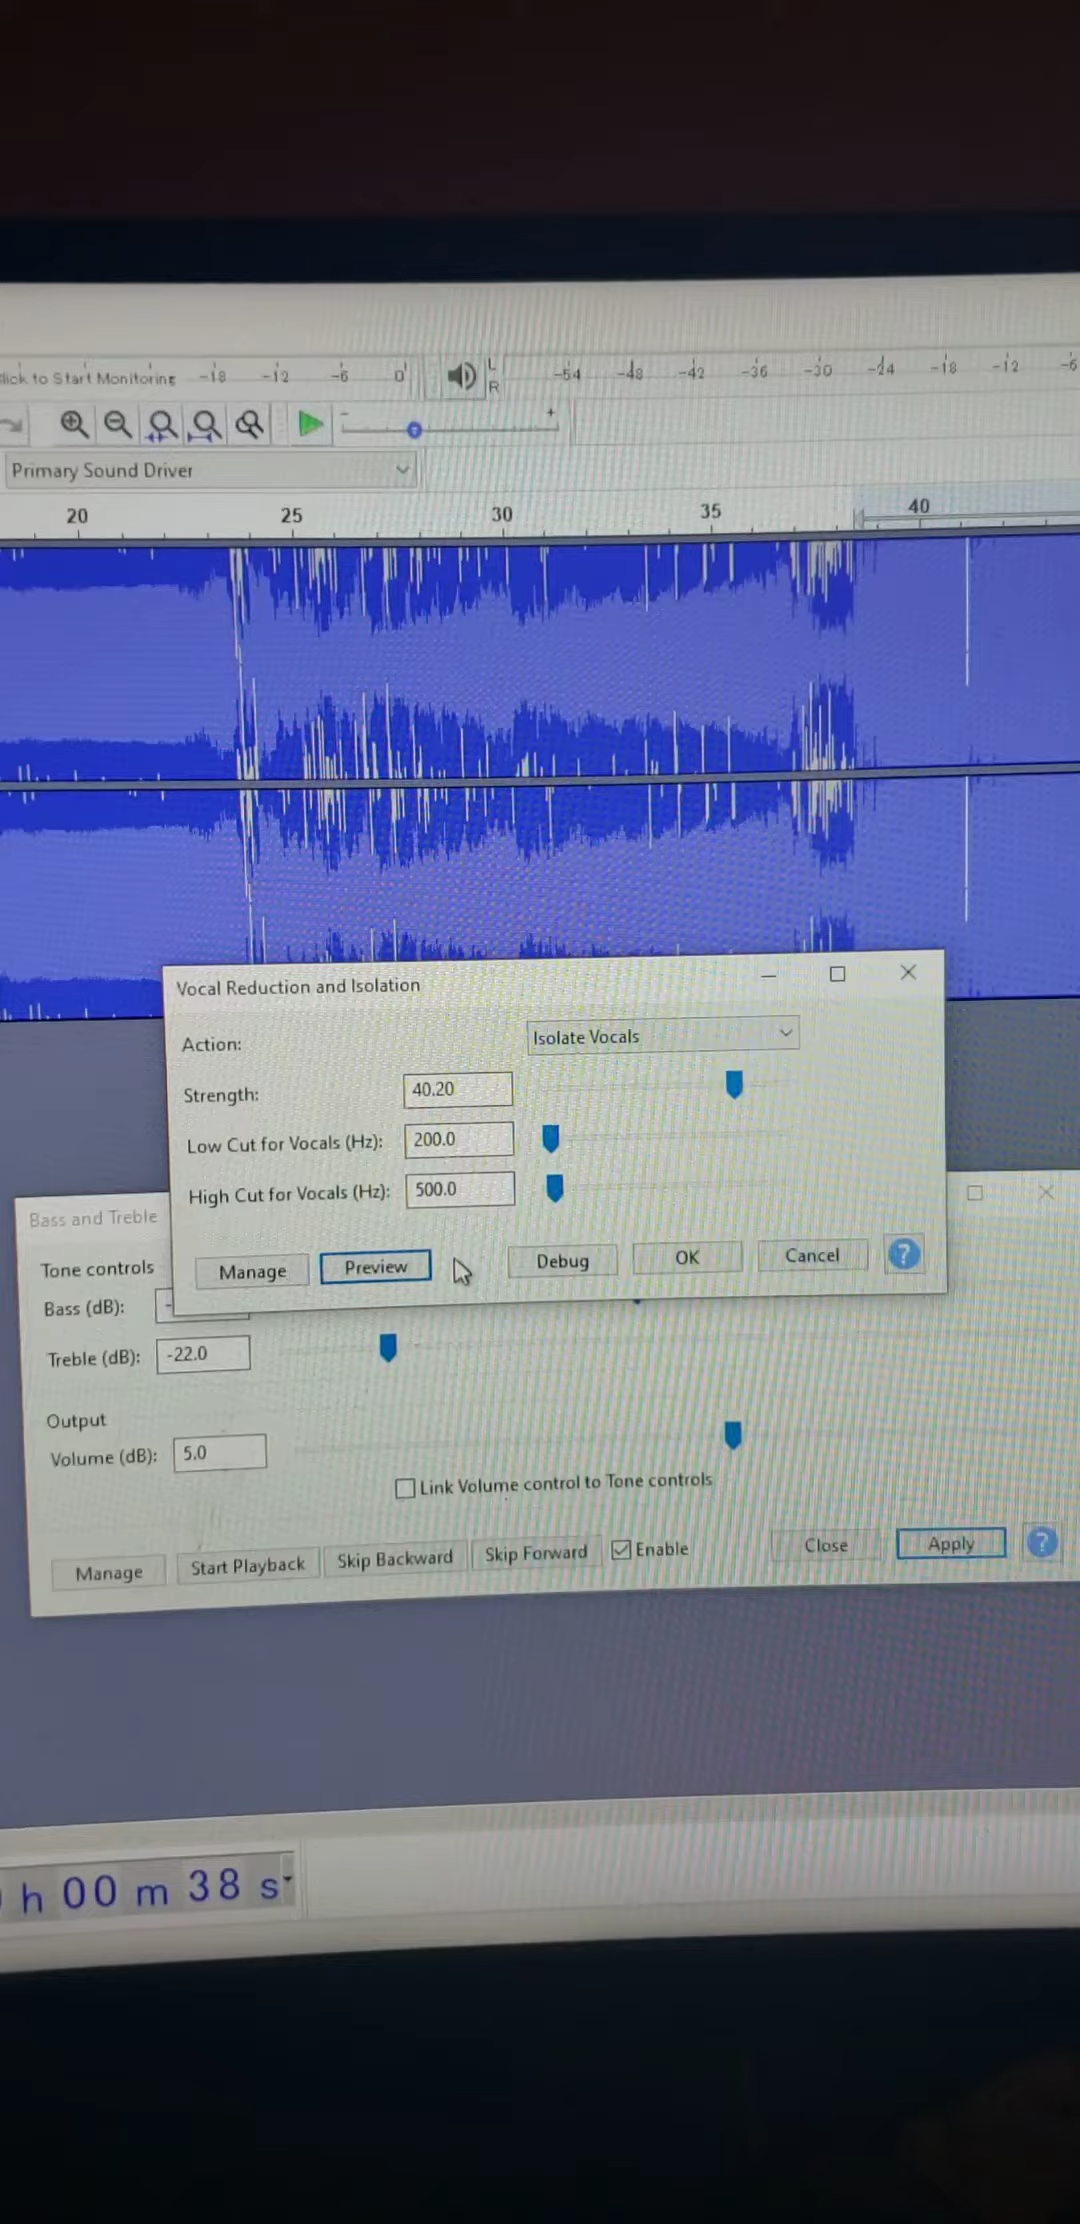 lick to Start Monitoring -18 -12 -6 0
L
R
-54 -48 -42 -36 -30 -24 -18 -12 -6
Primary Sound Driver
20 25 30 35 40
Vocal Reduction and Isolation
Action: Isolate Vocals
Strength: 40.20
Low Cut for Vocals (Hz): 200.0
High Cut for Vocals (Hz): 500.0
Manage Preview Debug OK Cancel ?
Bass and Treble
Tone controls
Bass (dB): -
Treble (dB): -22.0
Output
Volume (dB): 5.0
Link Volume control to Tone controls
Manage Start Playback Skip Backward Skip Forward Enable Close Apply ?
h 00 m 38 s